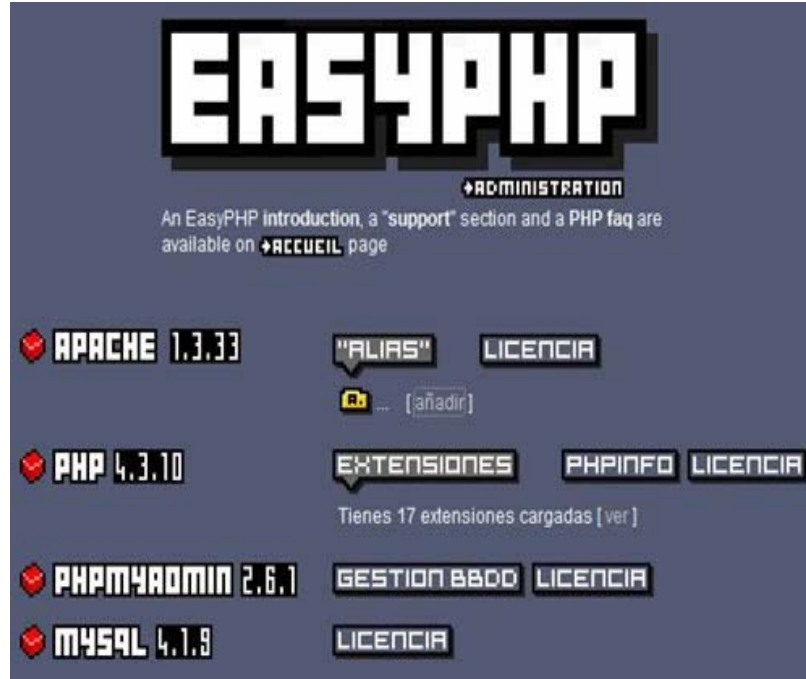 EASYPHP
ADMINISTRATION
An EasyPHP introduction, a "support" section and a PHP faq are
available on ACCUEIL page
APACHE 1.3.33 "ALIAS" LICENCIA
A. ... [añadir]
PHP 4.3.10 EXTENSIONES PHPINFO LICENCIA
Tienes 17 extensiones cargadas [ ver ]
PHPMYADMIN 2.6.1 GESTION BBDD LICENCIA
MYSQL 4.1.9 LICENCIA